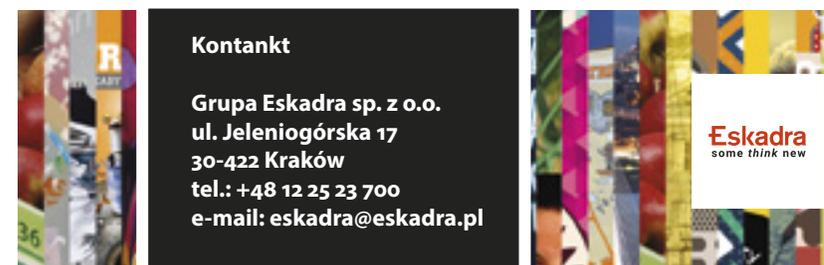 Kontankt
Grupa Eskadra sp. z o.o.
ul. Jeleniogórska 17
30-422 Kraków
tel.: +48 12 25 23 700
e-mail: eskadra@eskadra.pl
Eskadra
some think new
R
36